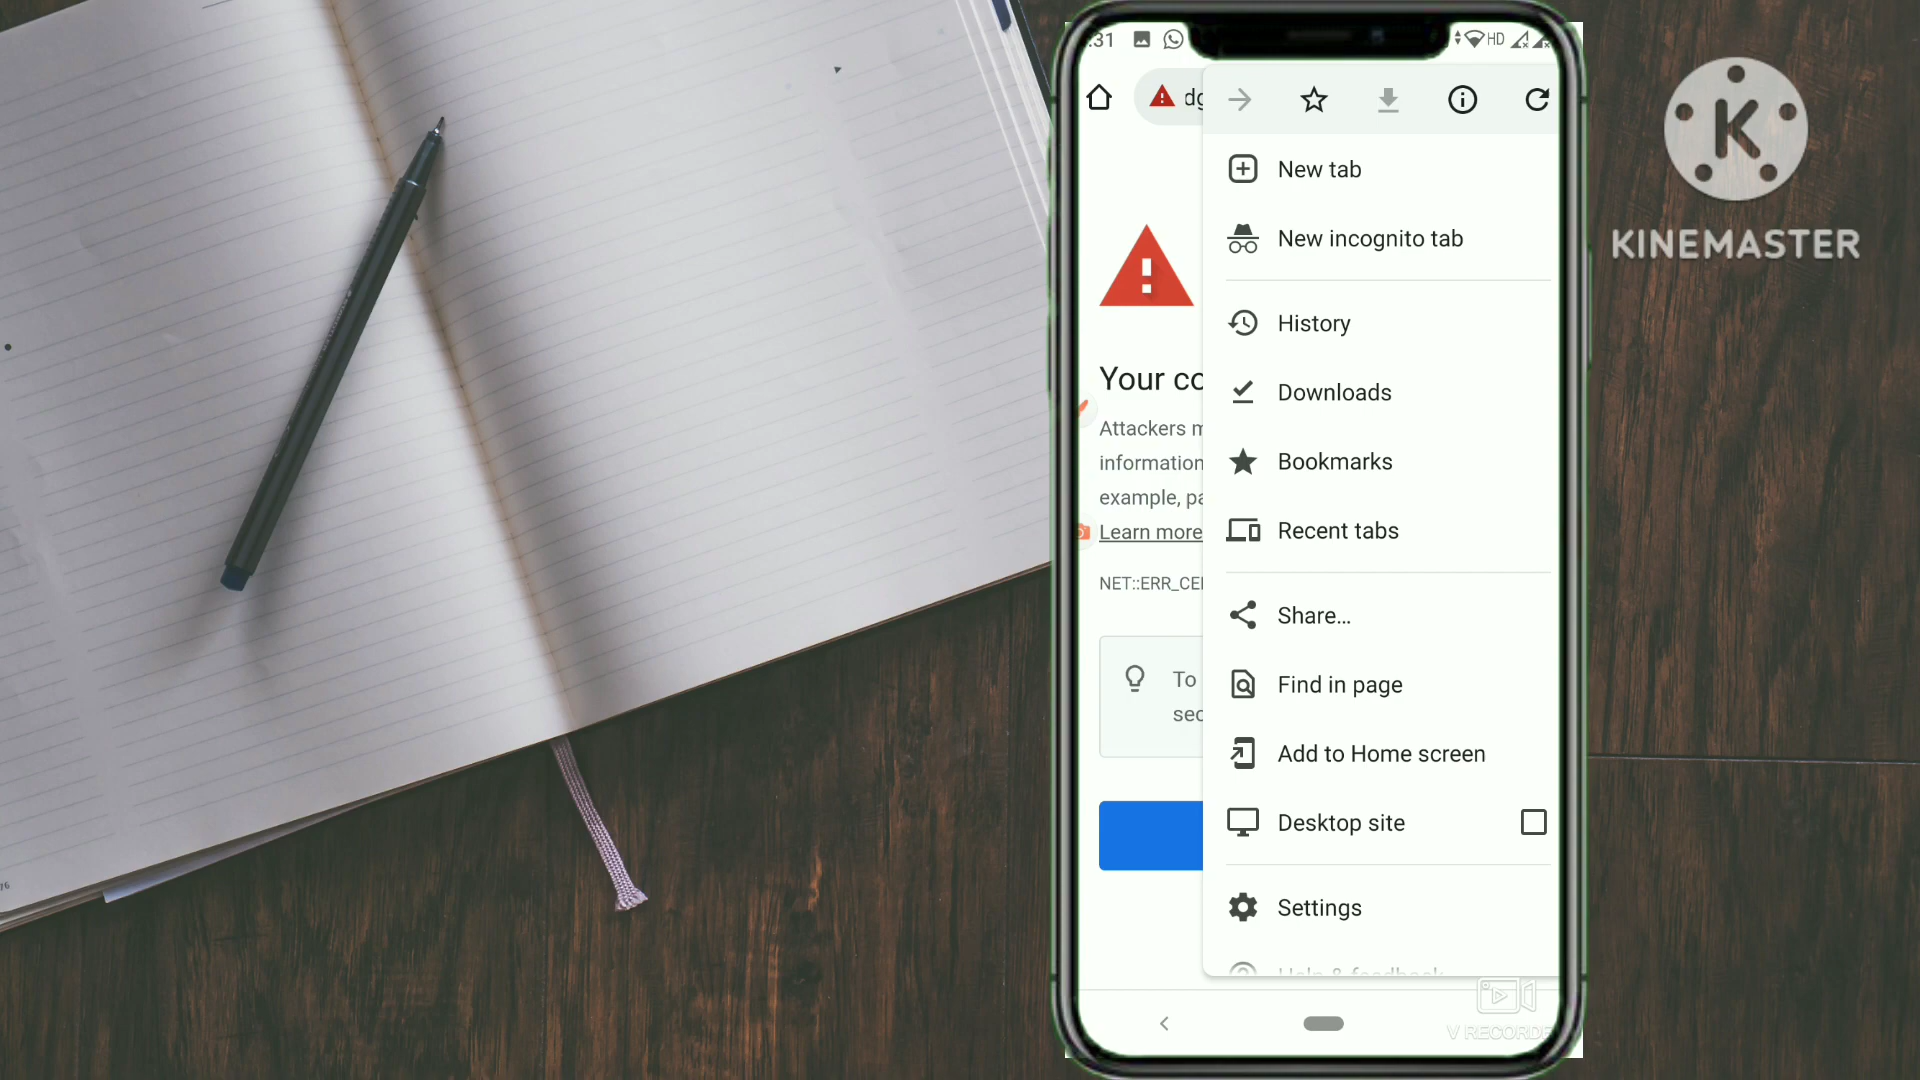 :31
HD
dg
New tab
New incognito tab
History
Downloads
Bookmarks
Recent tabs
Share...
Find in page
Add to Home screen
Desktop site
Settings
Help & feedback
Your co
Attackers m
information
example, pa
Learn more
NET::ERR_CE
To
sec
V RECORDE
K
KINEMASTER